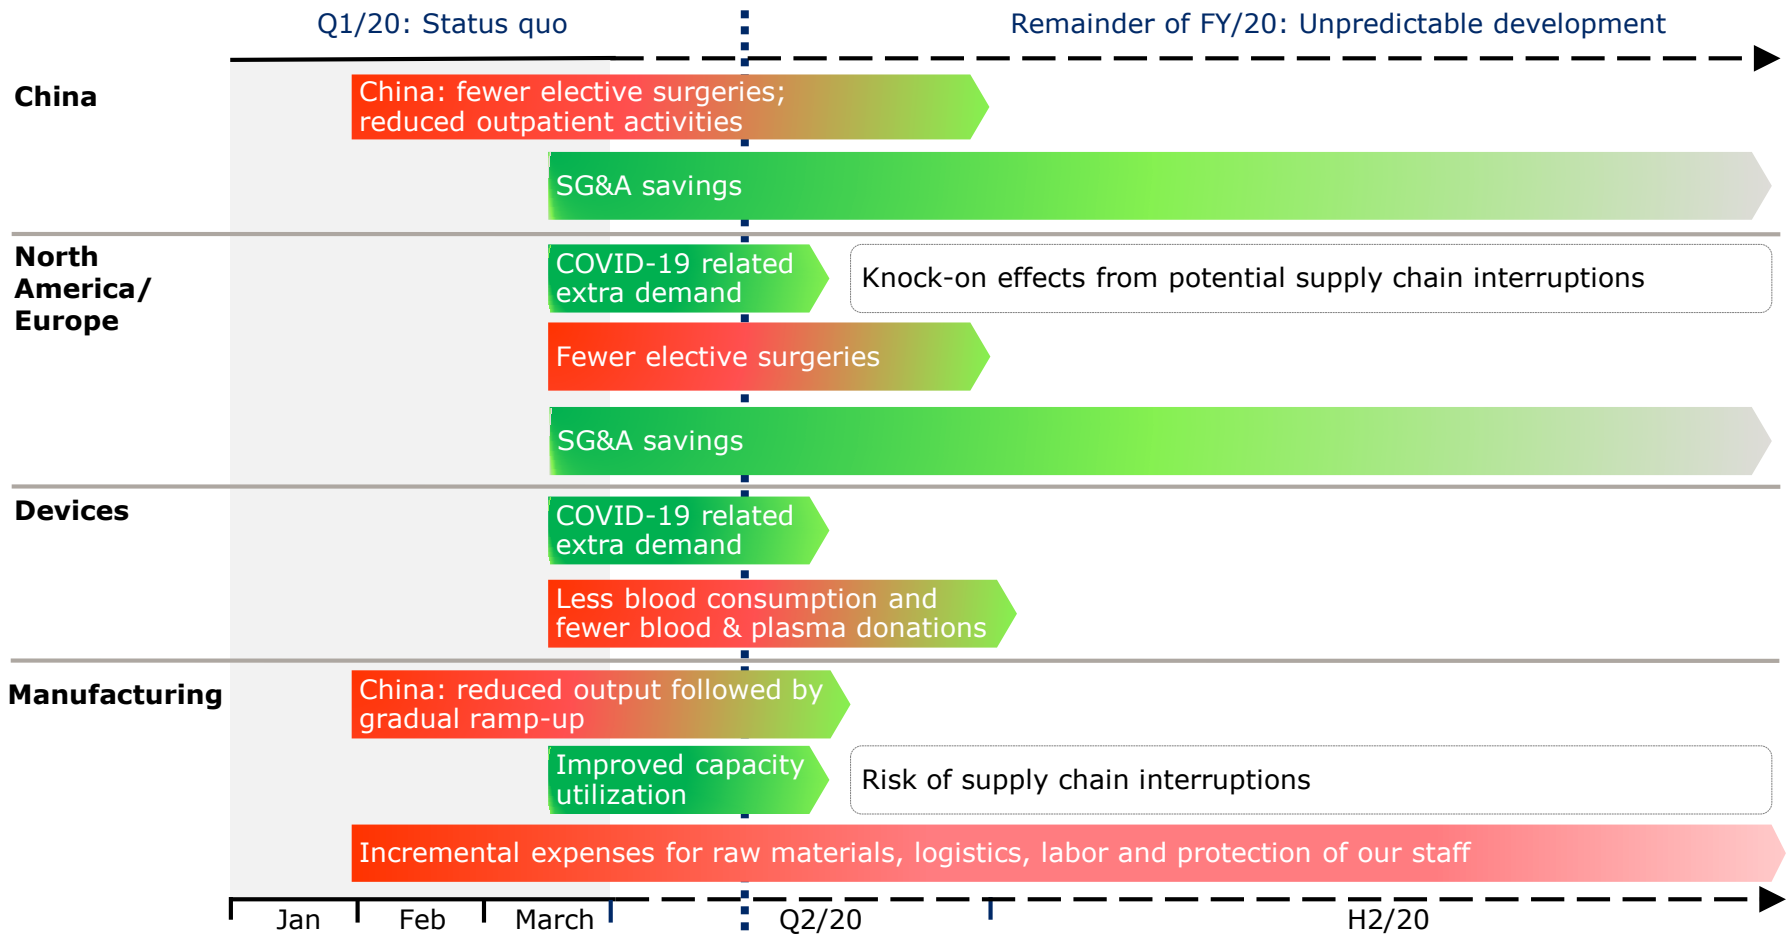 Q1/20: Status quo
Remainder of FY/20: Unpredictable development
China
China: fewer elective surgeries;
reduced outpatient activities
SG&A savings
North
America/
Europe
COVID-19 related
extra demand
Knock-on effects from potential supply chain interruptions
Fewer elective surgeries
SG&A savings
Devices
COVID-19 related
extra demand
Less blood consumption and
fewer blood & plasma donations
Manufacturing
China: reduced output followed by
gradual ramp-up
Improved capacity
utilization
Risk of supply chain interruptions
Incremental expenses for raw materials, logistics, labor and protection of our staff
Jan
Feb
March
Q2/20
H2/20